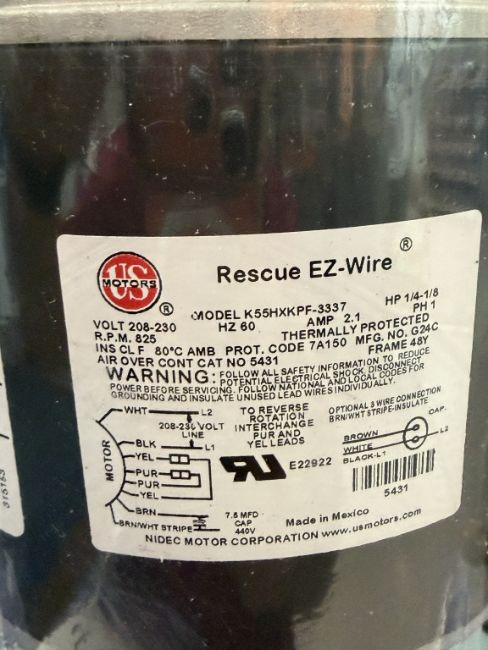 US
MOTORS
®
Rescue EZ-Wire ®
MODEL K55HXKPF-3337 HP 1/4-1/8
VOLT 208-230 HZ 60 AMP 2.1 PH 1
R.P.M. 825 THERMALLY PROTECTED
INS CLF 80°C AMB PROT. CODE 7A150 MFG. NO. G24C
AIR OVER CONT CAT NO 5431 FRAME 48Y
WARNING: FOLLOW ALL SAFETY INFORMATION TO REDUCE
POTENTIAL ELECTRICAL SHOCK, DISCONNECT
POWER BEFORE SERVICING. FOLLOW NATIONAL AND LOCAL CODES FOR
GROUNDING AND INSULATE UNUSED LEAD WIRES INDIVIDUALLY.
MOTOR
WHT L2
208-230 VOLT
LINE
BLK L1
YEL
PUR
PUR
YEL
BRN
BRN/WHT STRIPE
7.5 MFD
CAP
440V
TO REVERSE
ROTATION
INTERCHANGE
PUR AND
YEL LEADS
E22922
OPTIONAL 3 WIRE CONNECTION
BRN/WHT STRIPE-INSULATE
CAP.
BROWN
WHITE L2
BLACK-L1
5431
Made in Mexico
NIDEC MOTOR CORPORATION www.usmotors.com